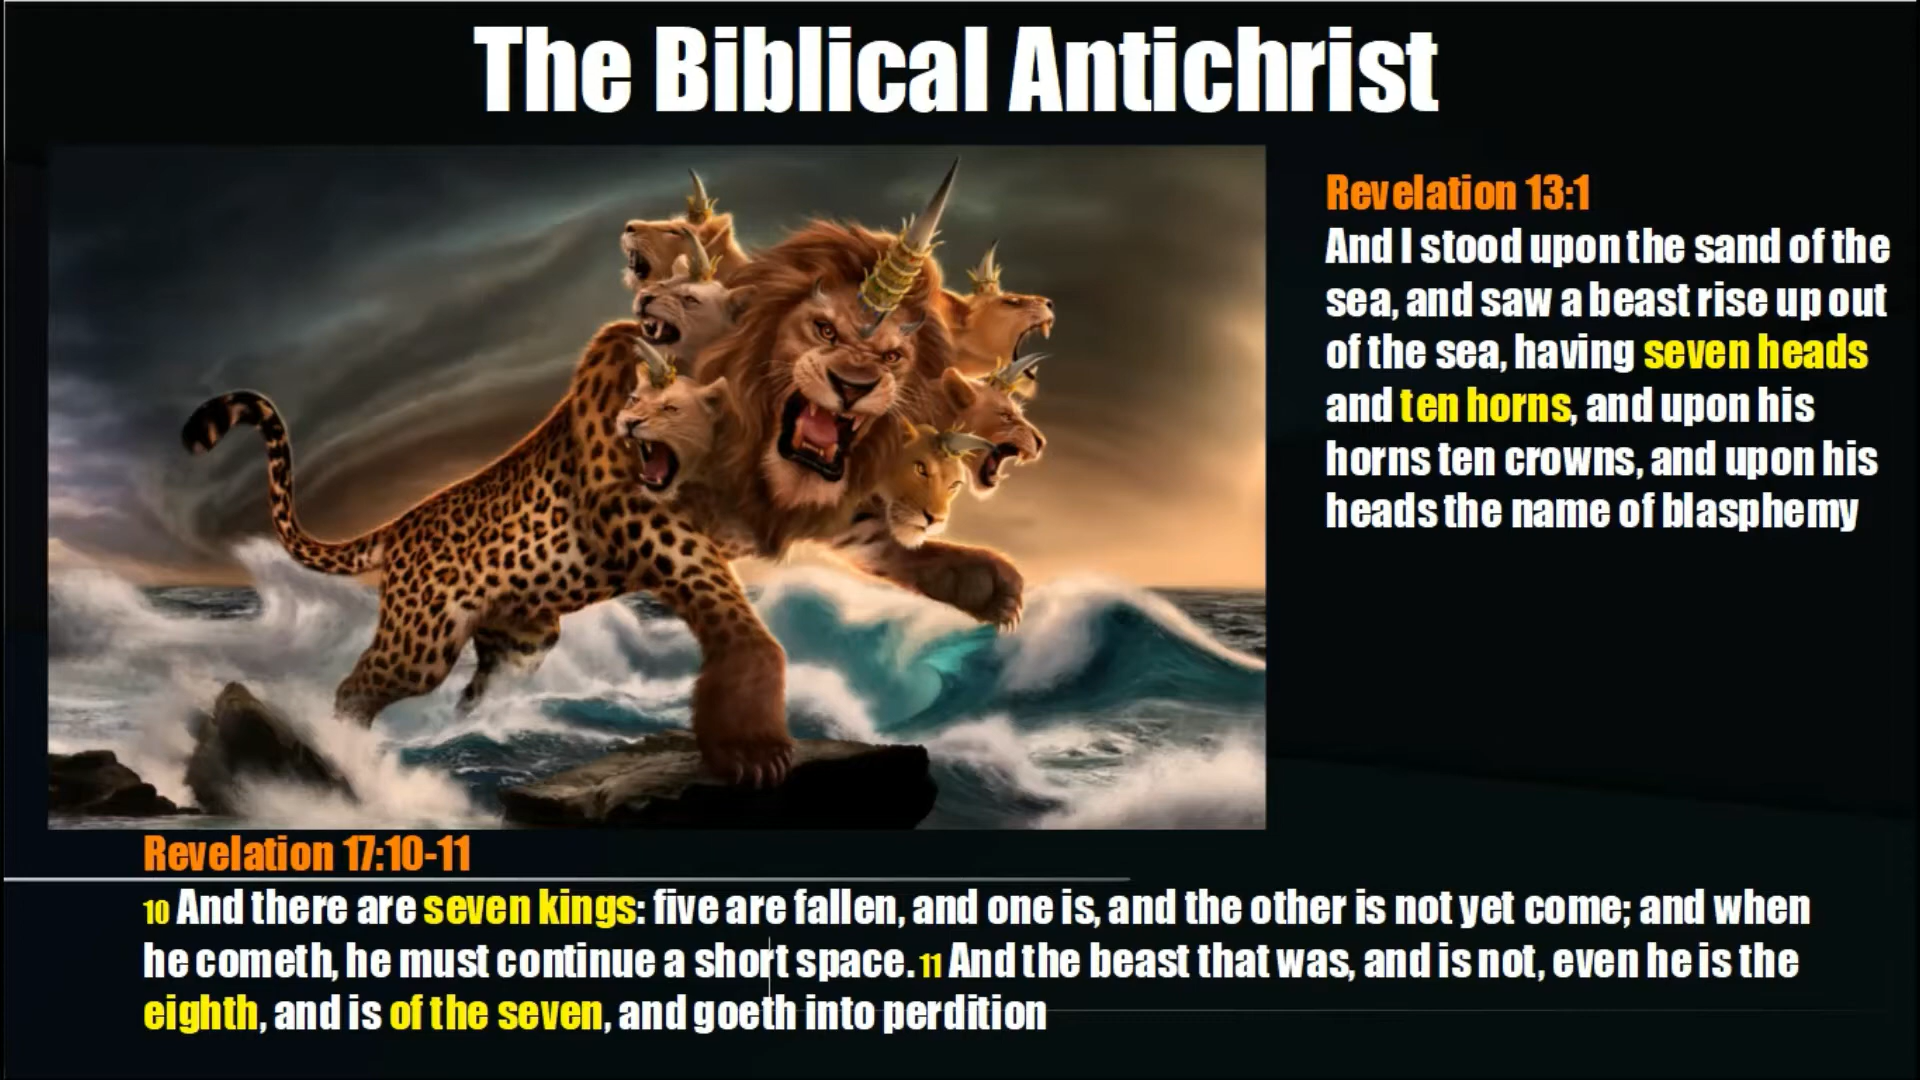 The Biblical Antichrist
Revelation 13:1
And I stood upon the sand of the
sea, and saw a beast rise up out
of the sea, having seven heads
and ten horns, and upon his
horns ten crowns, and upon his
heads the name of blasphemy
Revelation 17:10-11
10 And there are seven kings: five are fallen, and one is, and the other is not yet come; and when
he cometh, he must continue a short space. 11 And the beast that was, and is not, even he is the
eighth, and is of the seven, and goeth into perdition